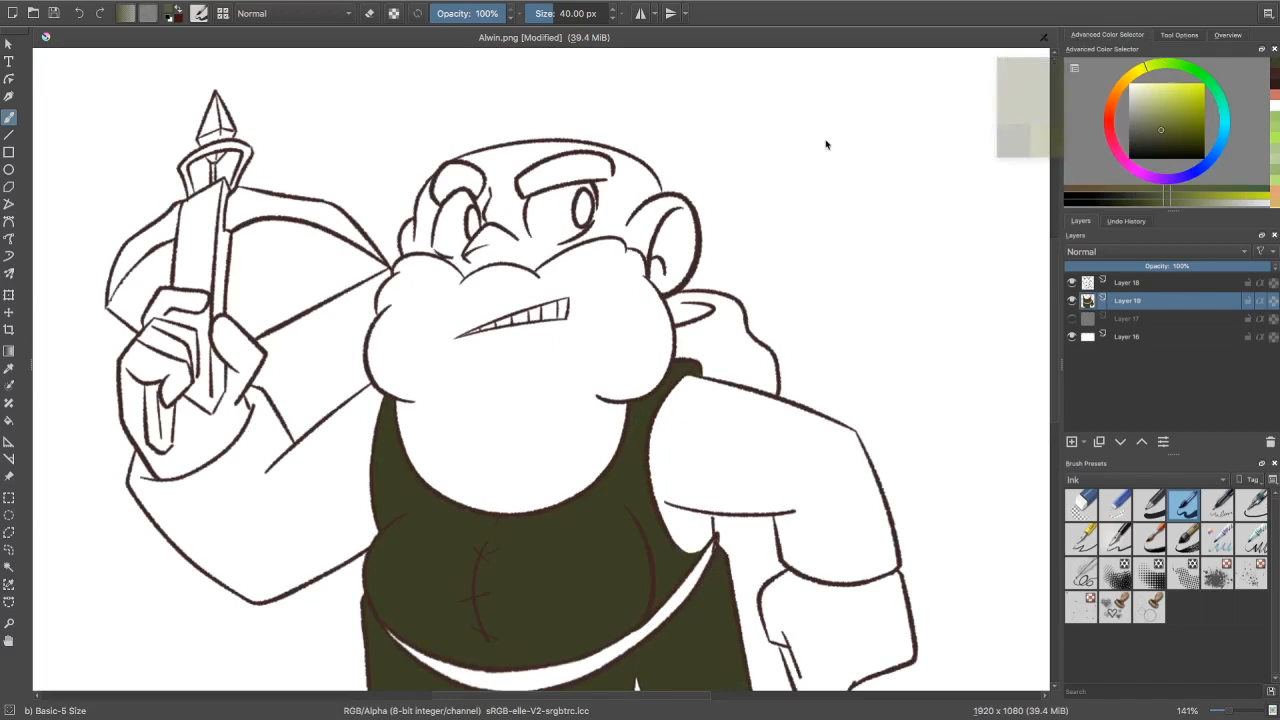 Normal
Opacity: 100%
Size: 40.00 px
Alwin.png [Modified] (39.4 MiB)
Advanced Color Selector
Tool Options
Overview
Advanced Color Selector
Layers
Undo History
Layers
Normal
Opacity: 100%
Layer 18
Layer 19
Layer 17
Layer 16
Brush Presets
Ink
Tag
Search
b) Basic-5 Size
RGB/Alpha (8-bit integer/channel) sRGB-elle-V2-srgbtrc.icc
1920 x 1080 (39.4 MiB)
141%